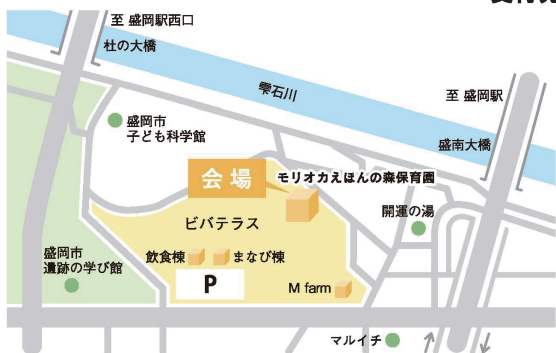 至 盛岡駅西口
杜の大橋
雫石川
至 盛岡駅
盛岡市
子ども科学館
盛南大橋
会場
モリオカえほんの森保育園
ビバテラス
開運の湯
盛岡市
遺跡の学び館
飲食棟
まなび棟
P
M farm
マルイチ